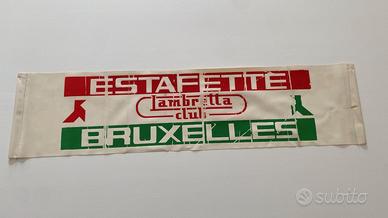 ESTAFETTE
Lambretta
club
BRUXELLES
subito